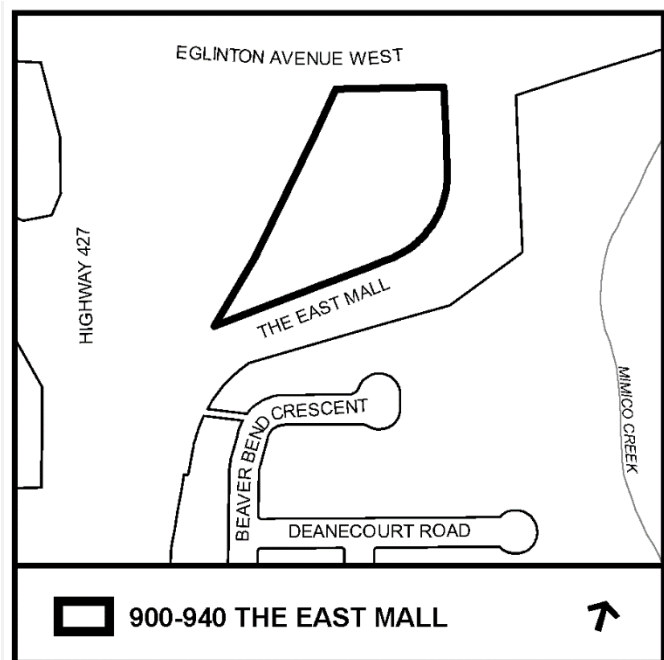 EGLINTON AVENUE WEST
HIGHWAY 427
THE EAST MALL
MIMICO CREEK
BEAVER BEND CRESCENT
DEANECOURT ROAD
900-940 THE EAST MALL